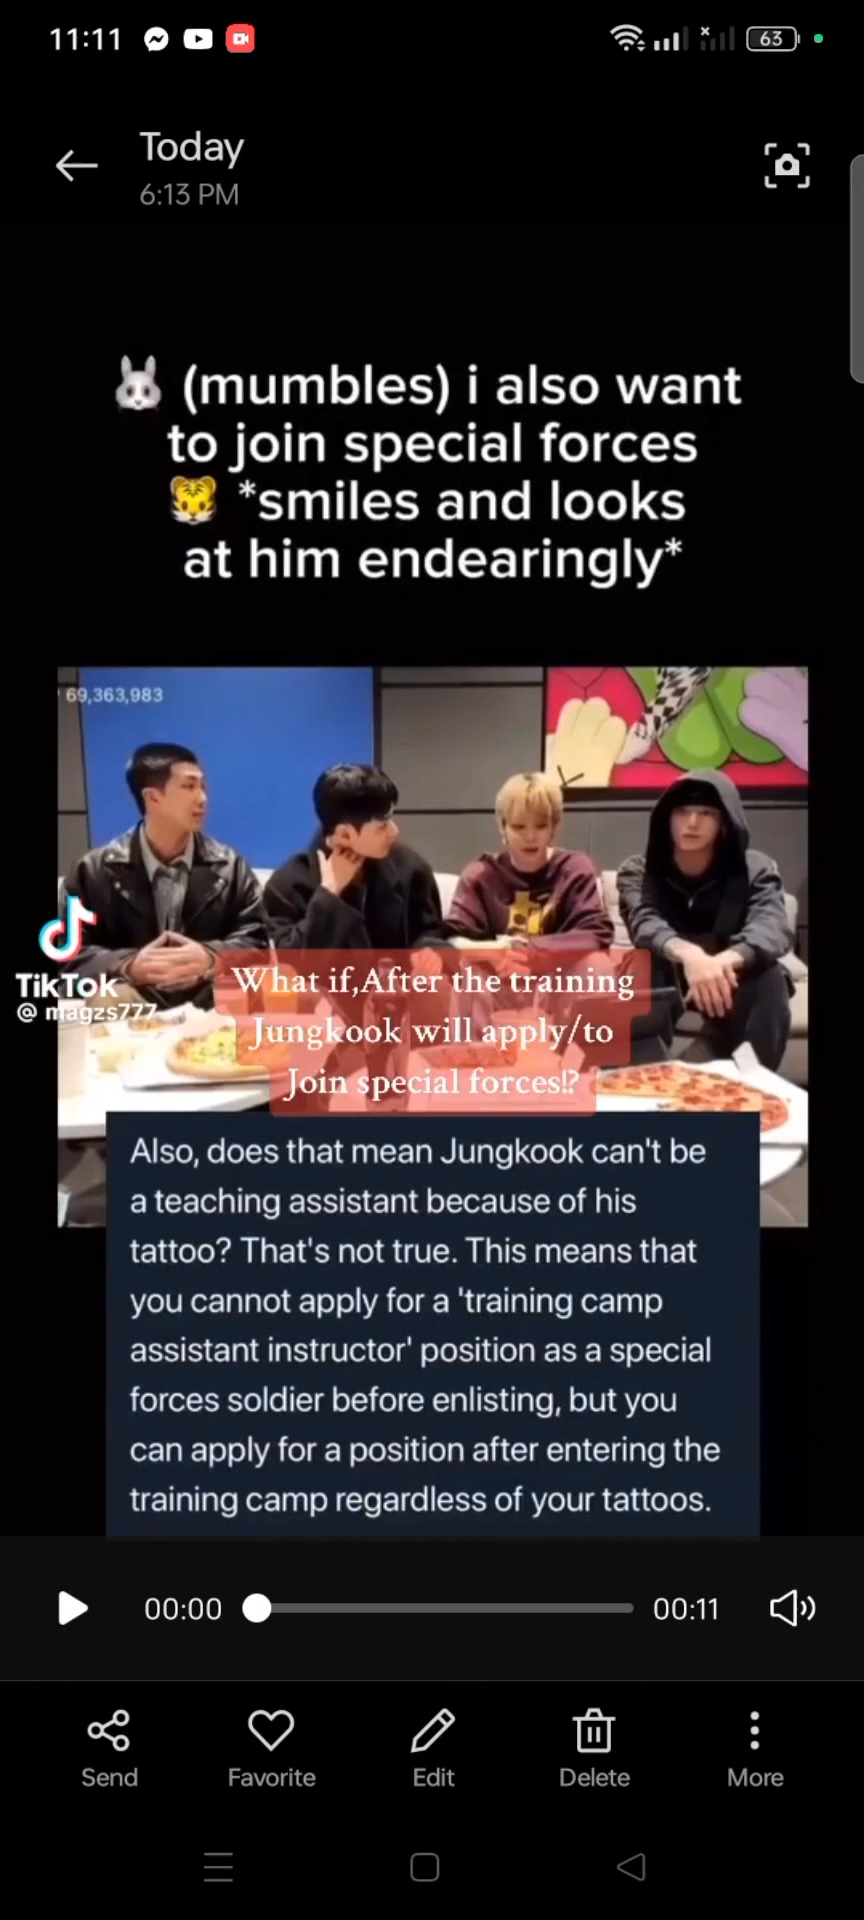 11:11
63
Today
6:13 PM
🐰 (mumbles) i also want
to join special forces
🐯 *smiles and looks
at him endearingly*
69,363,983
TikTok
@ magzs777
What if,After the training
Jungkook will apply/to
Join special forces!?
Also, does that mean Jungkook can't be
a teaching assistant because of his
tattoo? That's not true. This means that
you cannot apply for a 'training camp
assistant instructor' position as a special
forces soldier before enlisting, but you
can apply for a position after entering the
training camp regardless of your tattoos.
00:00
00:11
Send
Favorite
Edit
Delete
More